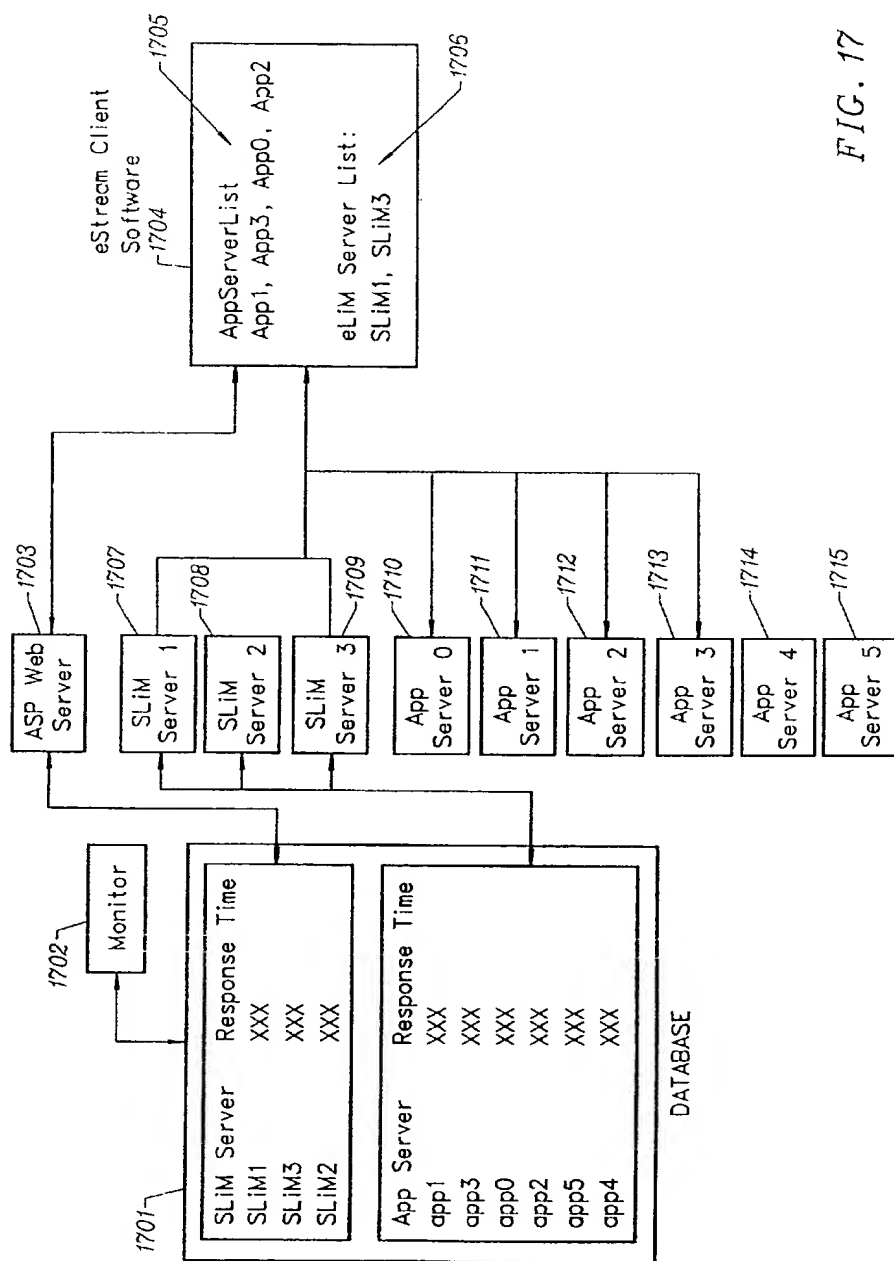 1701
SLiM Server Response Time
SLiM1 XXX
SLiM3 XXX
SLiM2 XXX
App Server Response Time
app1 XXX
app3 XXX
app0 XXX
app2 XXX
app5 XXX
app4 XXX
DATABASE
1702
Monitor
ASP Web
Server
1703
SLiM
Server 1
1707
SLiM
Server 2
1708
SLiM
Server 3
1709
App
Server 0
1710
App
Server 1
1711
App
Server 2
1712
App
Server 3
1713
App
Server 4
1714
App
Server 5
1715
eStream Client
Software
1704
AppServerList
App1, App3, App0, App2
1705
eLiM Server List:
SLiM1, SLiM3
1706
FIG. 17